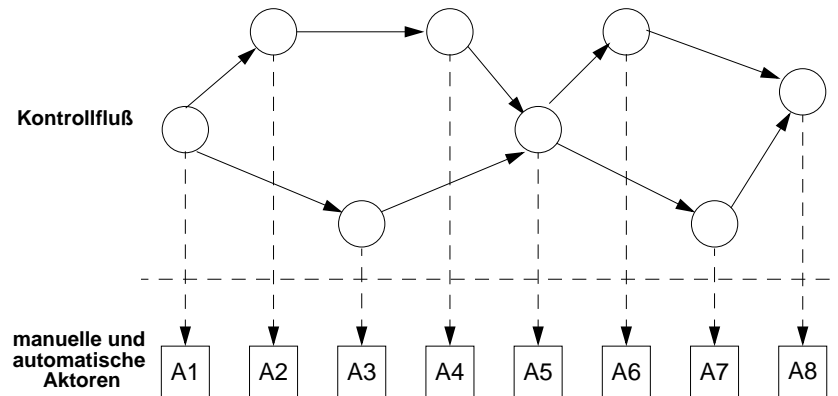 Kontrollfluß
manuelle und
automatische
Aktoren
A1 A2 A3 A4 A5 A6 A7 A8